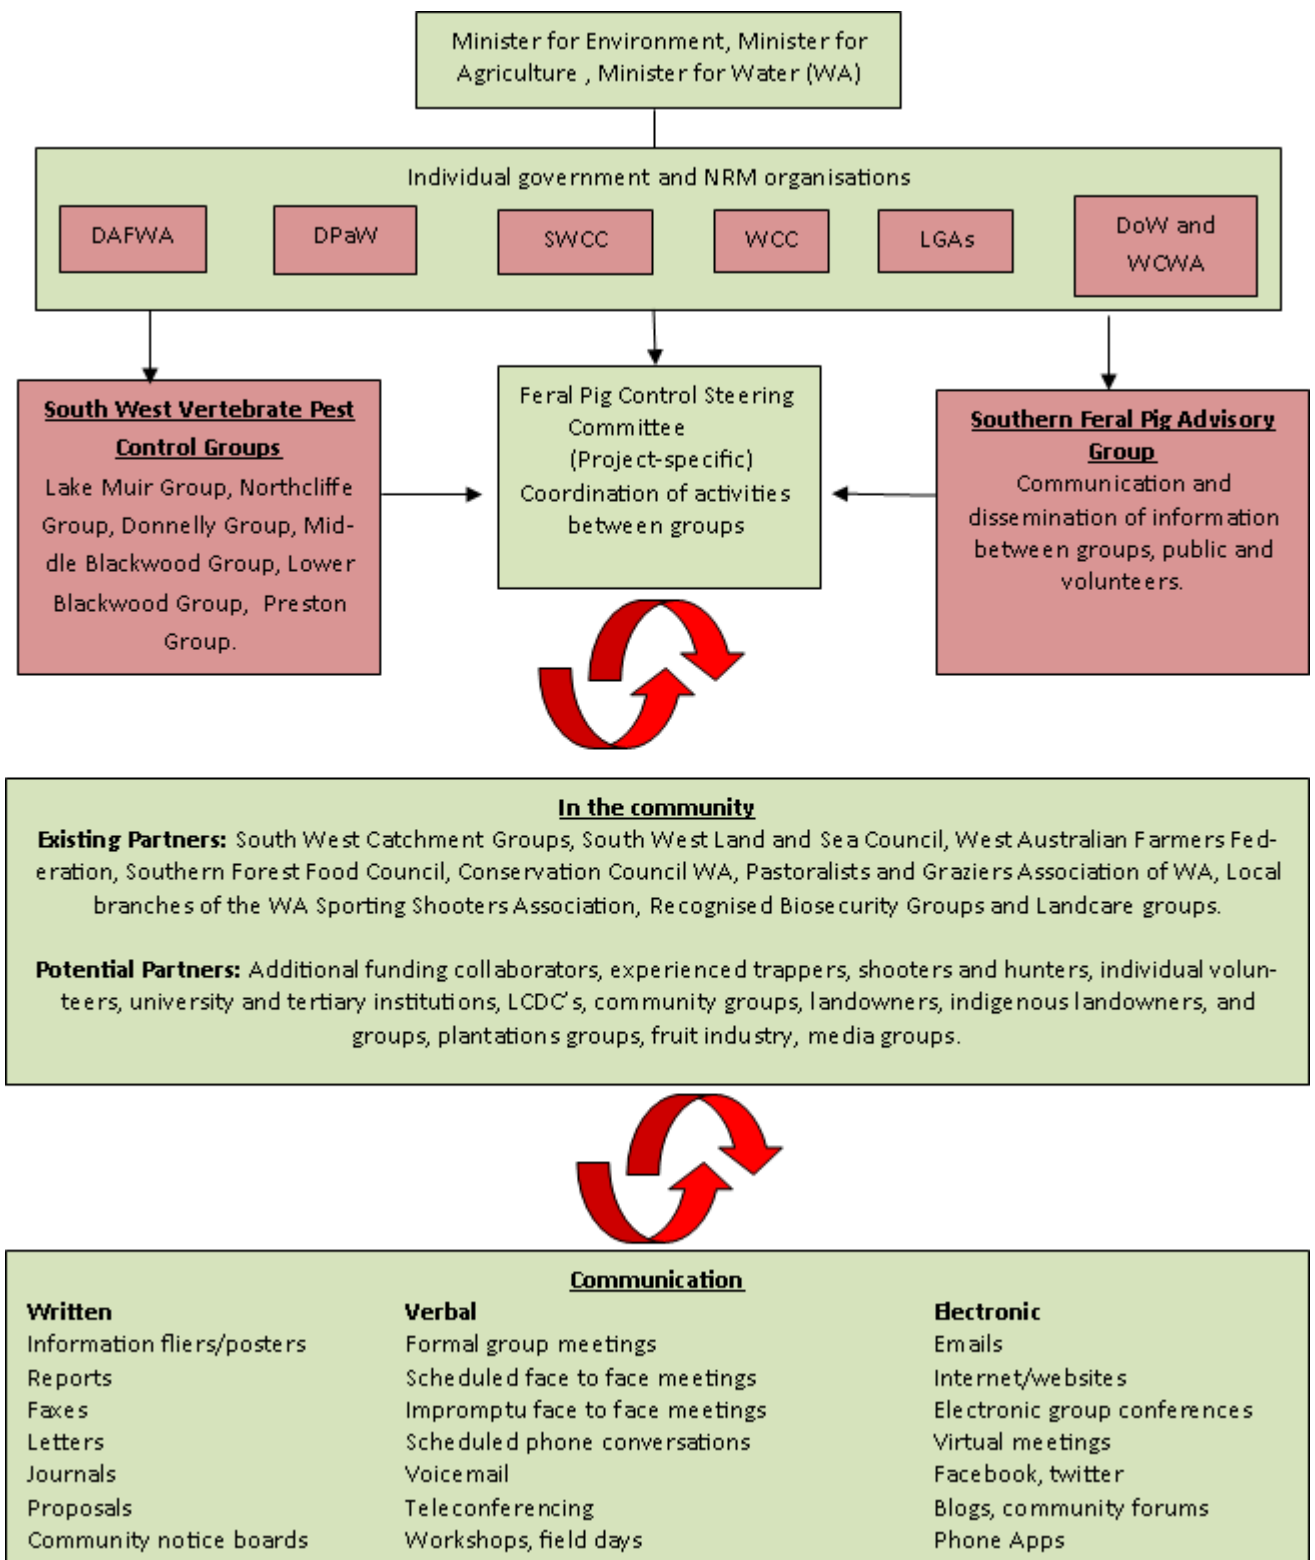 Minister for Environment, Minister for
Agriculture , Minister for Water (WA)
Individual government and NRM organisations
DAFWA
DPaW
SWCC
WCC
LGAs
DoW and
WCWA
South West Vertebrate Pest
Control Groups
Lake Muir Group, Northcliffe
Group, Donnelly Group, Mid-
dle Blackwood Group, Lower
Blackwood Group, Preston
Group.
Feral Pig Control Steering
Committee
(Project-specific)
Coordination of activities
between groups
Southern Feral Pig Advisory
Group
Communication and
dissemination of information
between groups, public and
volunteers.
In the community
Existing Partners: South West Catchment Groups, South West Land and Sea Council, West Australian Farmers Fed-
eration, Southern Forest Food Council, Conservation Council WA, Pastoralists and Graziers Association of WA, Local
branches of the WA Sporting Shooters Association, Recognised Biosecurity Groups and Landcare groups.
Potential Partners: Additional funding collaborators, experienced trappers, shooters and hunters, individual volun-
teers, university and tertiary institutions, LCDC's, community groups, landowners, indigenous landowners, and
groups, plantations groups, fruit industry, media groups.
Communication
Written
Information fliers/posters
Reports
Faxes
Letters
Journals
Proposals
Community notice boards
Verbal
Formal group meetings
Scheduled face to face meetings
Impromptu face to face meetings
Scheduled phone conversations
Voicemail
Teleconferencing
Workshops, field days
Electronic
Emails
Internet/websites
Electronic group conferences
Virtual meetings
Facebook, twitter
Blogs, community forums
Phone Apps